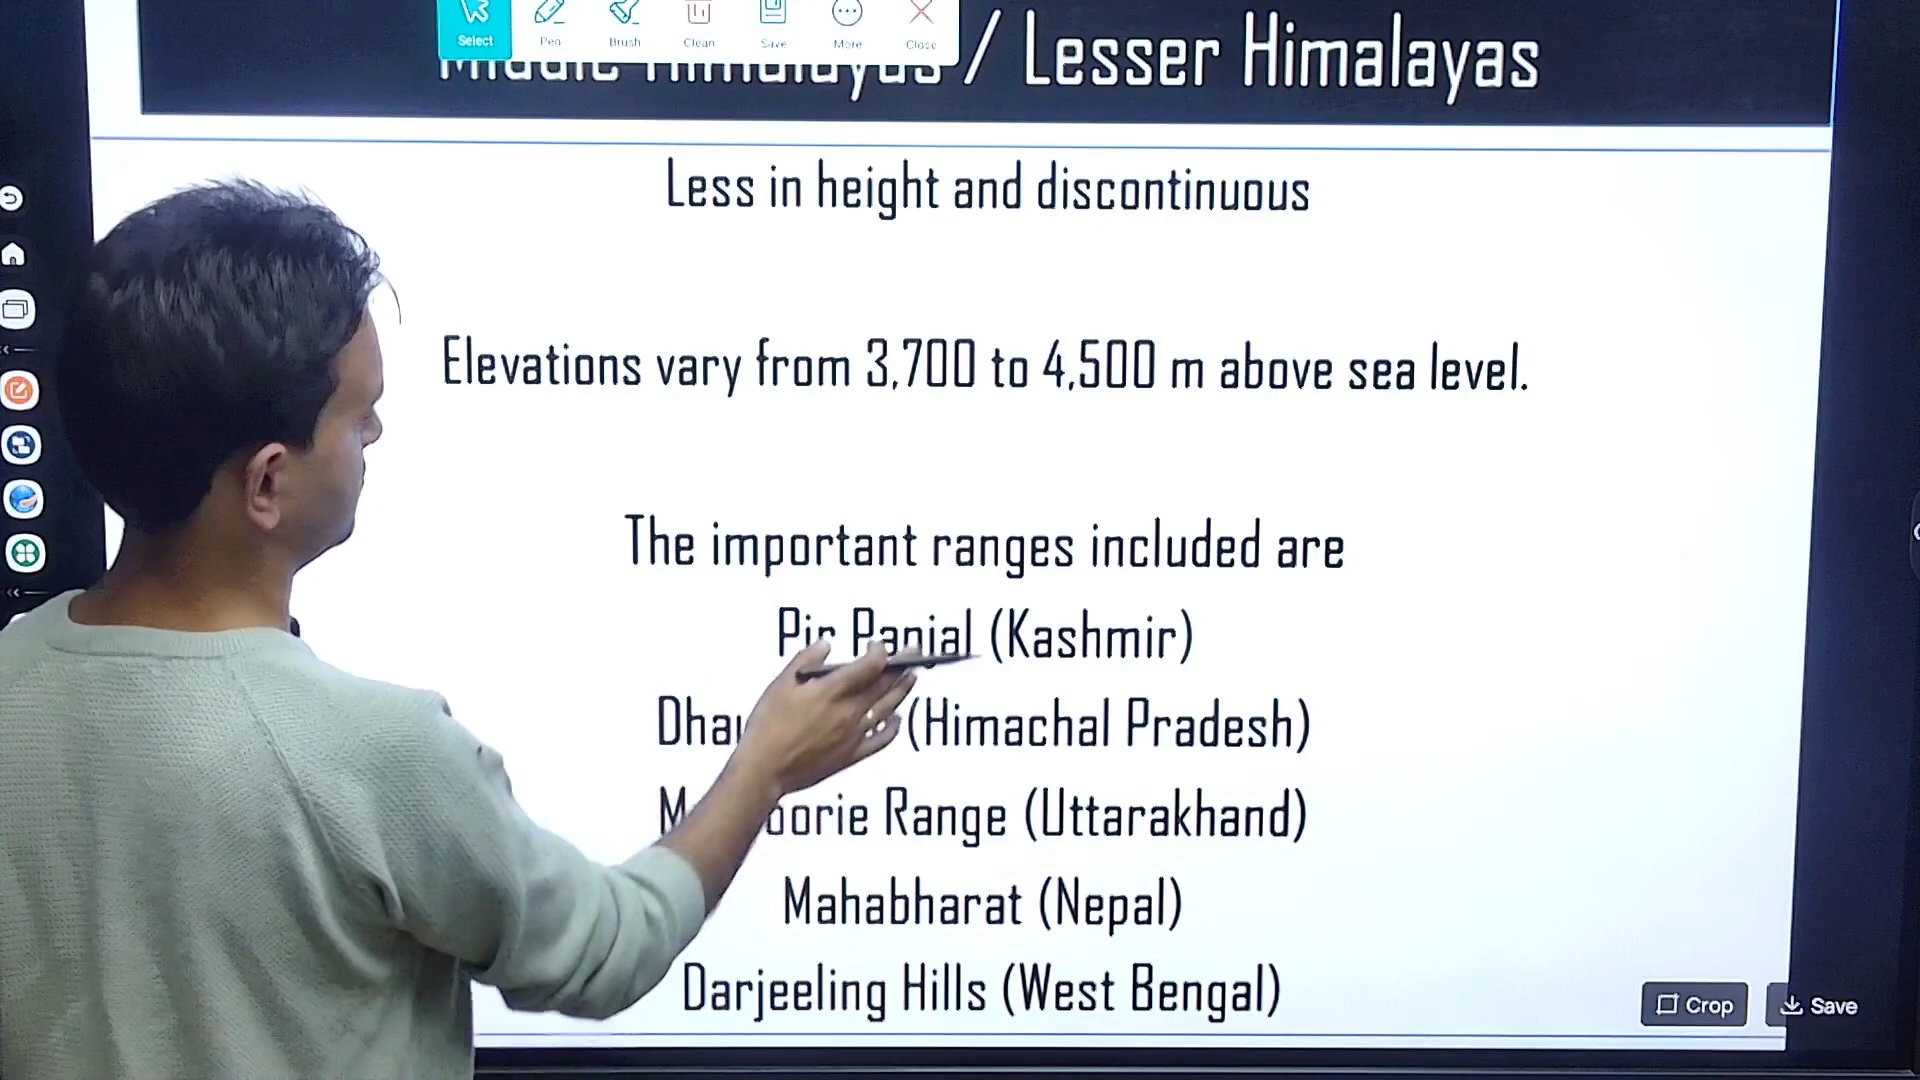 Select Pen Brush Clean Save More Close
Middle Himalayas / Lesser Himalayas
Less in height and discontinuous
Elevations vary from 3,700 to 4,500 m above sea level.
The important ranges included are
Pir Panjal (Kashmir)
(Himachal Pradesh)
Range (Uttarakhand)
Mahabharat (Nepal)
Darjeeling Hills (West Bengal)
Crop Save